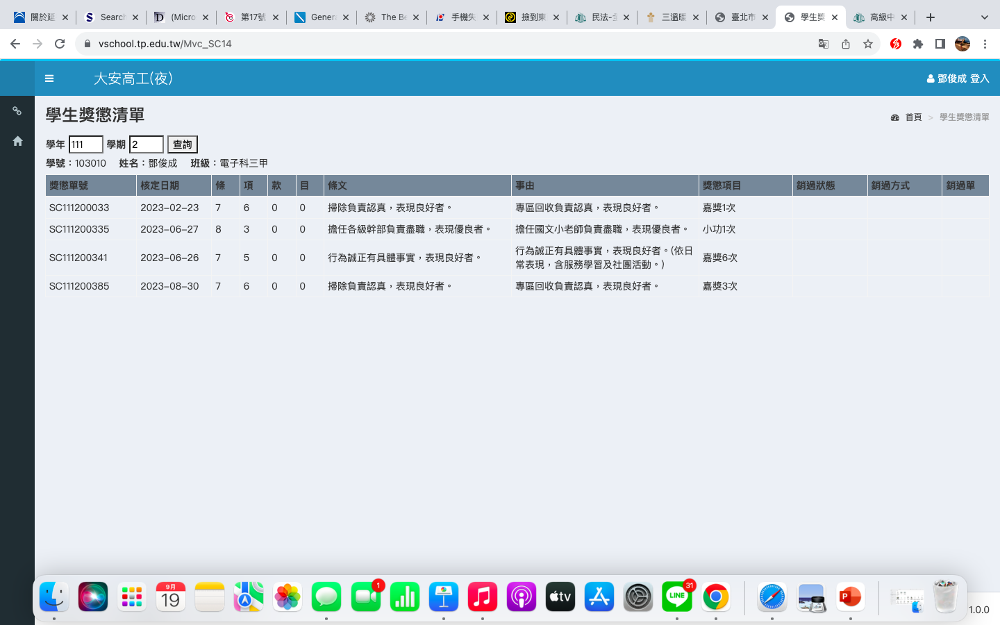 關於延
Search
(Micro
第17號
Genera
The Be
手機失
撿到東
民法-全
三溫暖
臺北市
學生獎
高級中
vschool.tp.edu.tw/Mvc_SC14
大安高工(夜)
鄧俊成 登入
學生獎懲清單
首頁 > 學生獎懲清單
學年 111 學期 2 查詢
學號：103010 姓名：鄧俊成 班級：電子科三甲
獎懲單號 核定日期 條 項 款 目 條文 事由 獎懲項目 銷過狀態 銷過方式 銷過單
SC111200033 2023-02-23 7 6 0 0 掃除負責認真，表現良好者。 專區回收負責認真，表現良好者。 嘉獎1次
SC111200335 2023-06-27 8 3 0 0 擔任各級幹部負責盡職，表現優良者。 擔任國文小老師負責盡職，表現優良者。 小功1次
SC111200341 2023-06-26 7 5 0 0 行為誠正有具體事實，表現良好者。 行為誠正有具體事實，表現良好者。(依日
常表現，含服務學習及社團活動。) 嘉獎6次
SC111200385 2023-08-30 7 6 0 0 掃除負責認真，表現良好者。 專區回收負責認真，表現良好者。 嘉獎3次
9月
19
1
tv
LINE
31
P
1.0.0